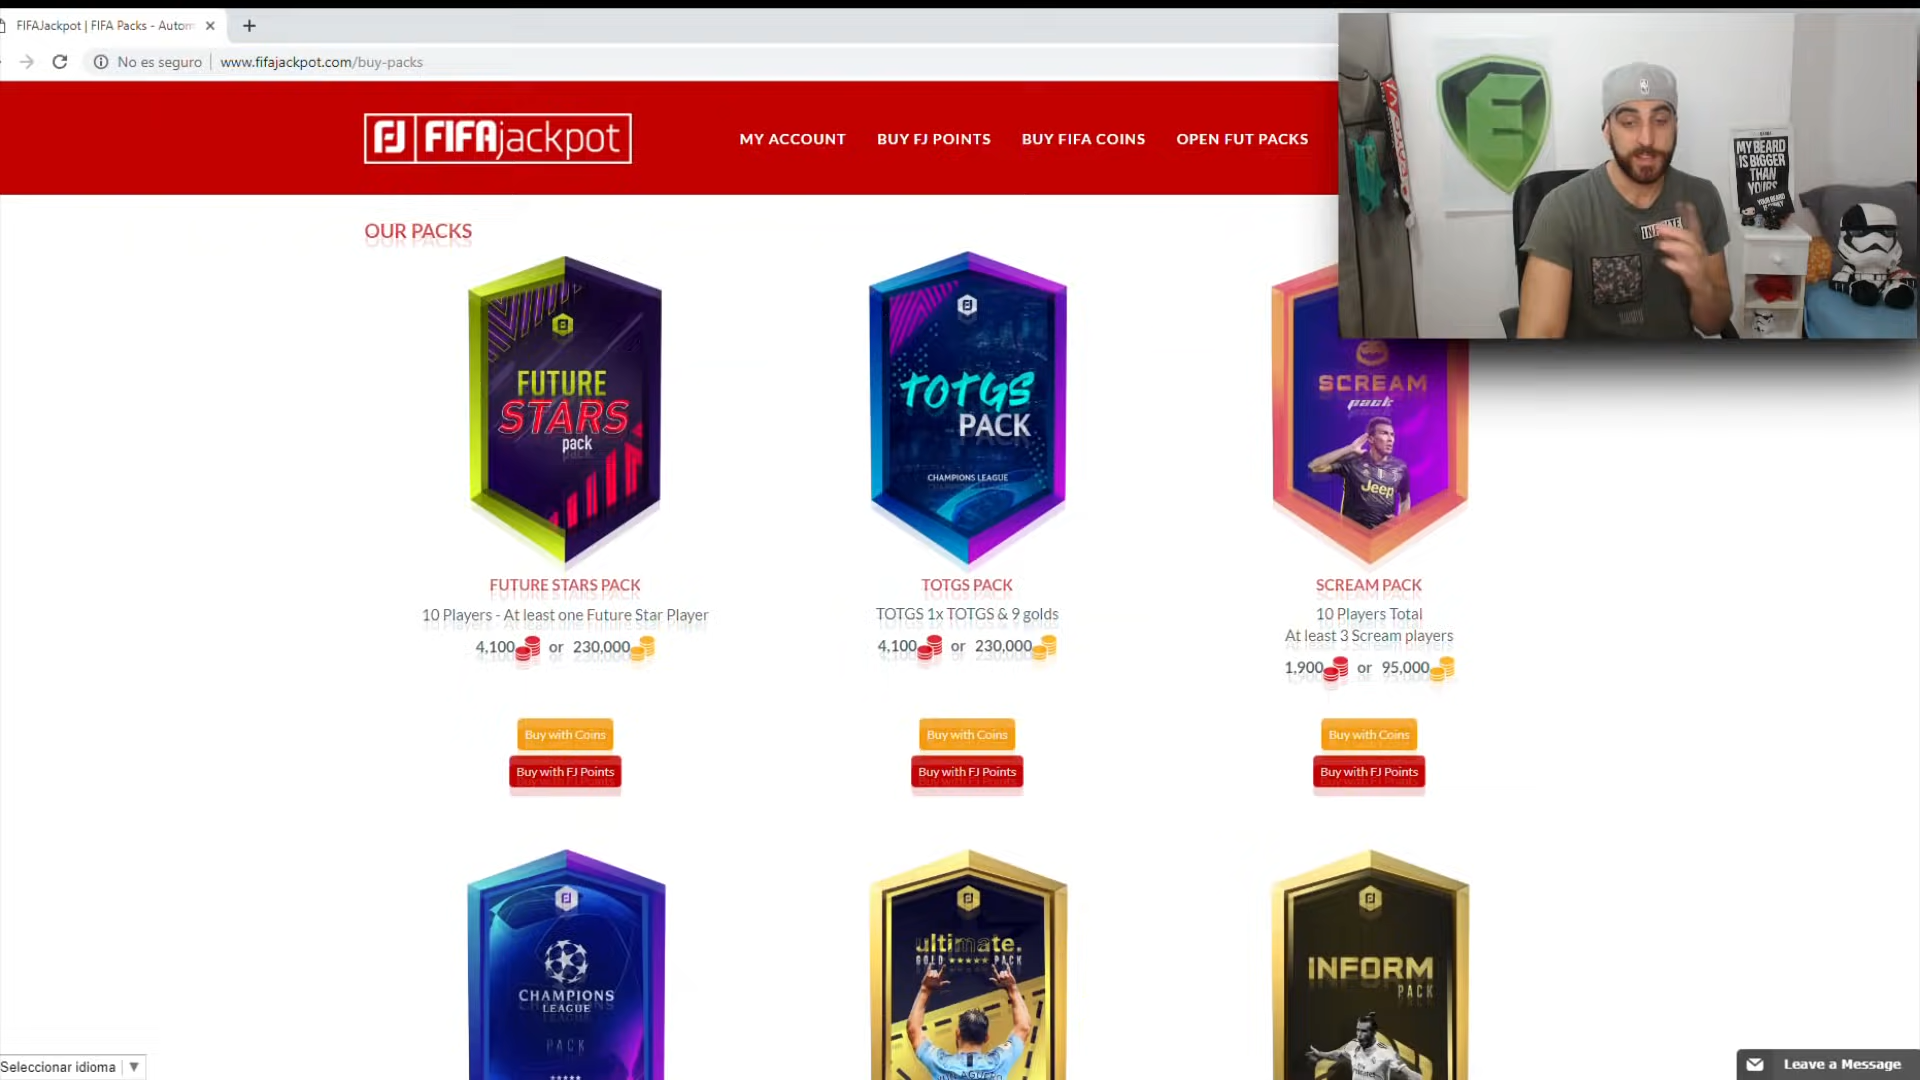 FIFAJackpot | FIFA Packs - Autom
No es seguro
www.fifajackpot.com/buy-packs
FJ FIFAjackpot
MY ACCOUNT
BUY FJ POINTS
BUY FIFA COINS
OPEN FUT PACKS
E
MY BEARD
IS BIGGER
THAN
YOURS
OUR PACKS
FUTURE
STARS
pack
TOTGS
PACK
CHAMPIONS LEAGUE
SCREAM
pack
Jeep
FUTURE STARS PACK
10 Players - At least one Future Star Player
4,100 or 230,000
Buy with Coins
Buy with FJ Points
TOTGS PACK
TOTGS 1x TOTGS & 9 golds
4,100 or 230,000
Buy with Coins
Buy with FJ Points
SCREAM PACK
10 Players Total
At least 3 Scream players
1,900 or 95,000
Buy with Coins
Buy with FJ Points
CHAMPIONS
LEAGUE
PACK
ultimate.
GOLD ★★★★★ PACK
INFORM
PACK
Seleccionar idioma
Leave a Message